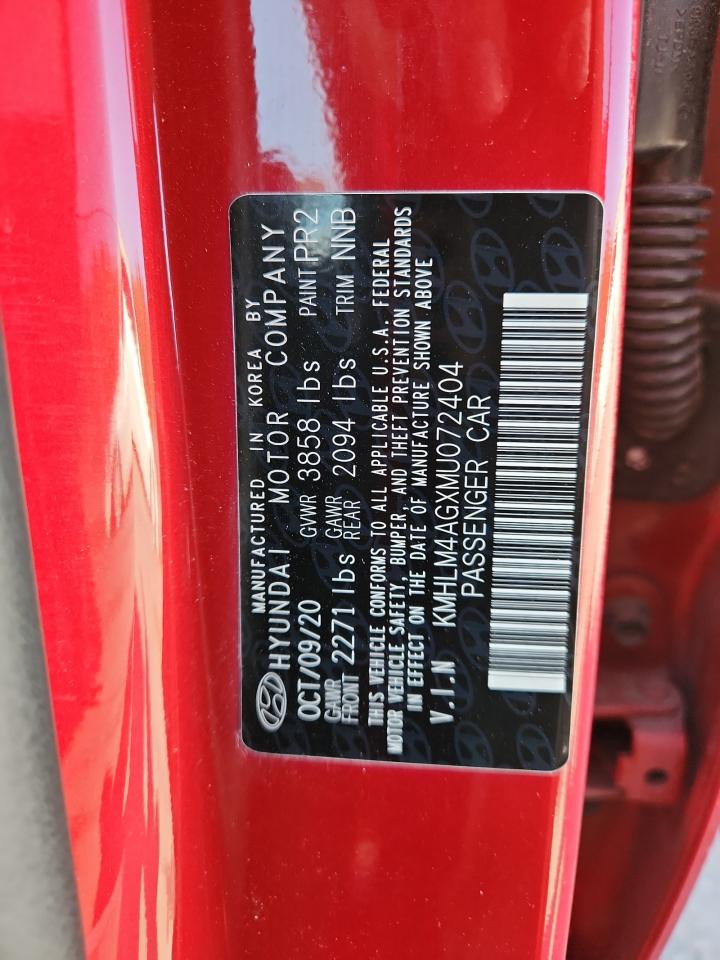 MANUFACTURED IN KOREA BY
HYUNDAI MOTOR COMPANY
OCT/09/20 GVWR 3858 lbs PAINT PR2
GAWR FRONT 2271 lbs GAWR REAR 2094 lbs TRIM NNB
THIS VEHICLE CONFORMS TO ALL APPLICABLE U.S.A. FEDERAL
MOTOR VEHICLE SAFETY, BUMPER, AND THEFT PREVENTION STANDARDS
IN EFFECT ON THE DATE OF MANUFACTURE SHOWN ABOVE
V.I.N KMHLM4AGXMU072404
PASSENGER CAR